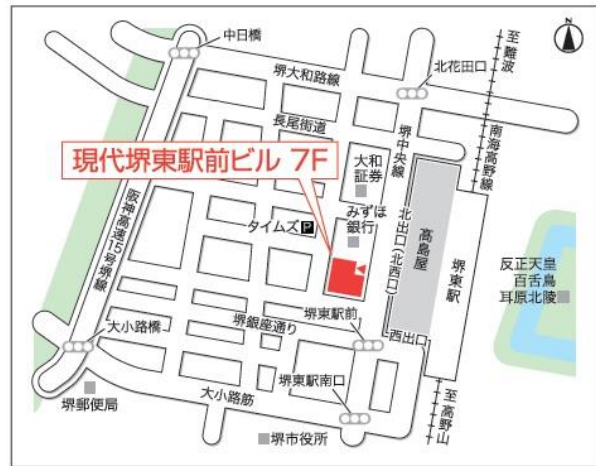 中日橋
N
至難波
堺大和路線
北花田口
長尾街道
堺中央線
南海高野線
現代堺東駅前ビル 7F
大和
証券
阪神高速15号堺線
タイムズP
みずほ
銀行
北出口(北西口)
髙島屋
堺東駅
反正天皇
百舌鳥
耳原北陵
大小路橋
堺銀座通り
堺東駅前
西出口
堺郵便局
大小路筋
堺東駅南口
至高野山
堺市役所